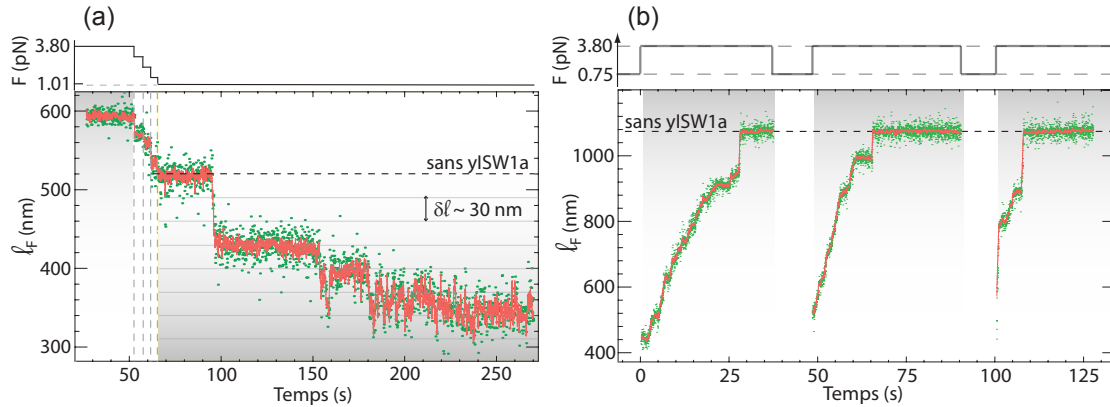 (a)
F (pN)
3.80
1.01
600
500
400
300
ℓF (nm)
sans yISW1a
δl ~ 30 nm
50
100
150
200
250
Temps (s)
(b)
F (pN)
3.80
0.75
sans yISW1a
1000
800
600
400
ℓF (nm)
0
25
50
75
100
125
Temps (s)